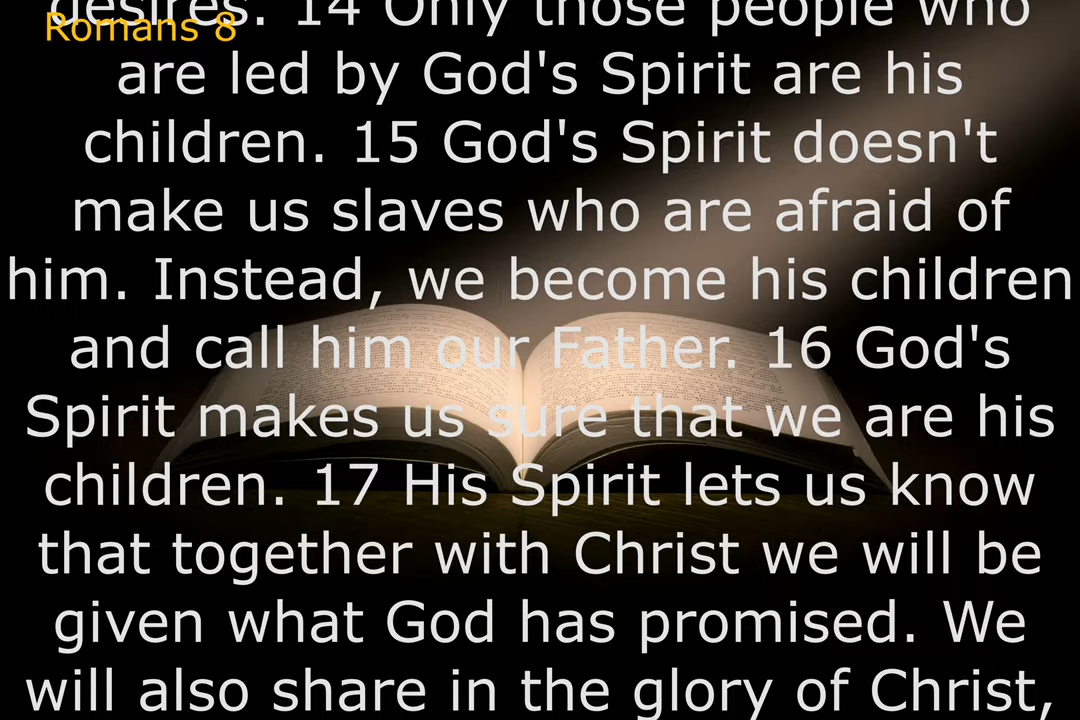 desires. 14 Only those people who
Romans 8
are led by God's Spirit are his
children. 15 God's Spirit doesn't
make us slaves who are afraid of
him. Instead, we become his children
and call him our Father. 16 God's
Spirit makes us sure that we are his
children. 17 His Spirit lets us know
that together with Christ we will be
given what God has promised. We
will also share in the glory of Christ,